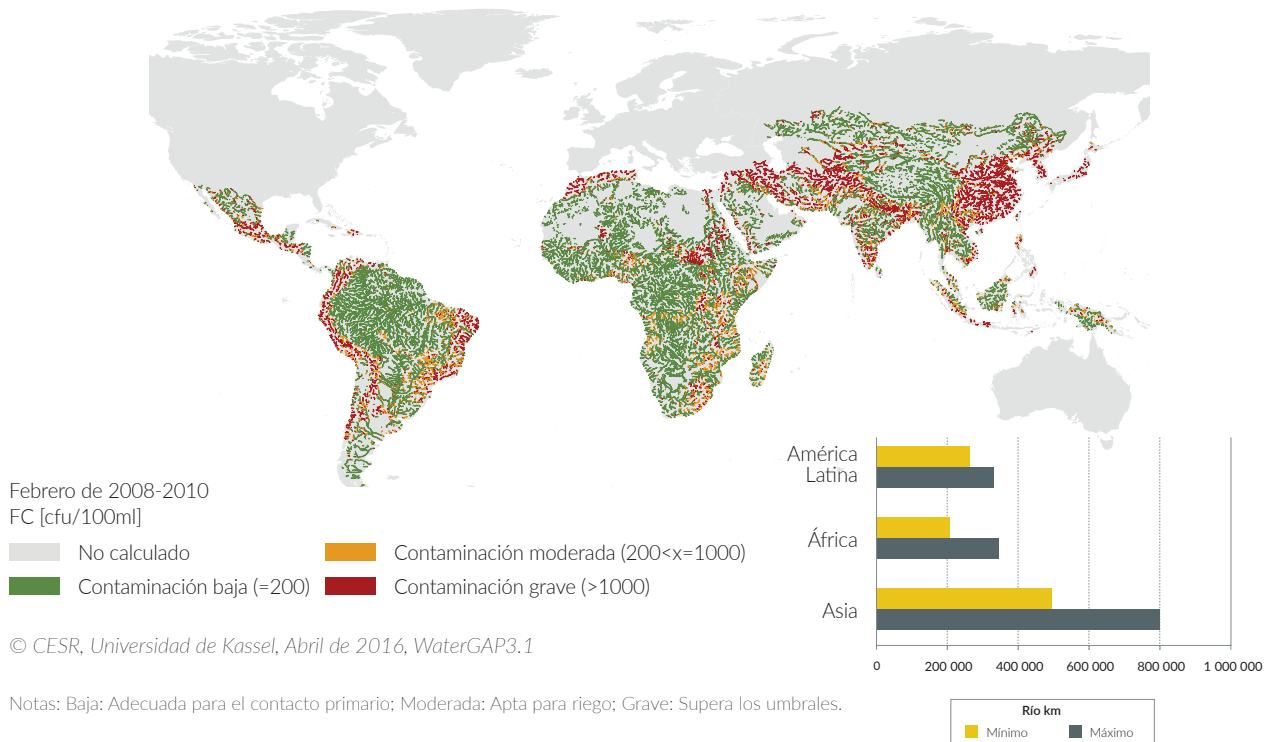 América
Latina
África
Asia
0
200 000
400 000
600 000
800 000
1 000 000
Río km
Mínimo
Máximo
Febrero de 2008-2010
FC [cfu/100ml]
No calculado
Contaminación moderada (200<x=1000)
Contaminación baja (=200)
Contaminación grave (>1000)
© CESR, Universidad de Kassel, Abril de 2016, WaterGAP3.1
Notas: Baja: Adecuada para el contacto primario; Moderada: Apta para riego; Grave: Supera los umbrales.